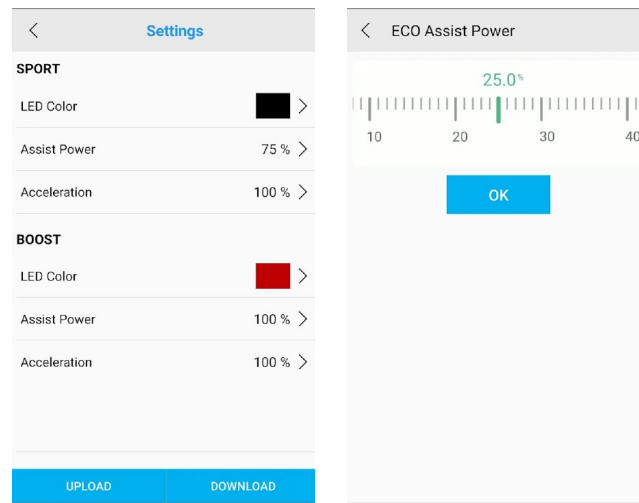 Settings
SPORT
LED Color
Assist Power 75 %
Acceleration 100 %
BOOST
LED Color
Assist Power 100 %
Acceleration 100 %
UPLOAD DOWNLOAD
ECO Assist Power
25.0%
10 20 30 40
OK